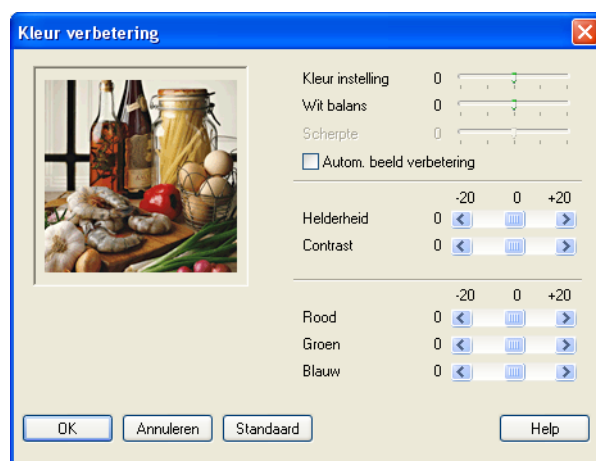 Kleur verbetering
Kleur instelling 0
Wit balans 0
Scherpte 0
Autom. beeld verbetering
-20 0 +20
Helderheid 0
Contrast 0
-20 0 +20
Rood 0
Groen 0
Blauw 0
OK Annuleren Standaard Help